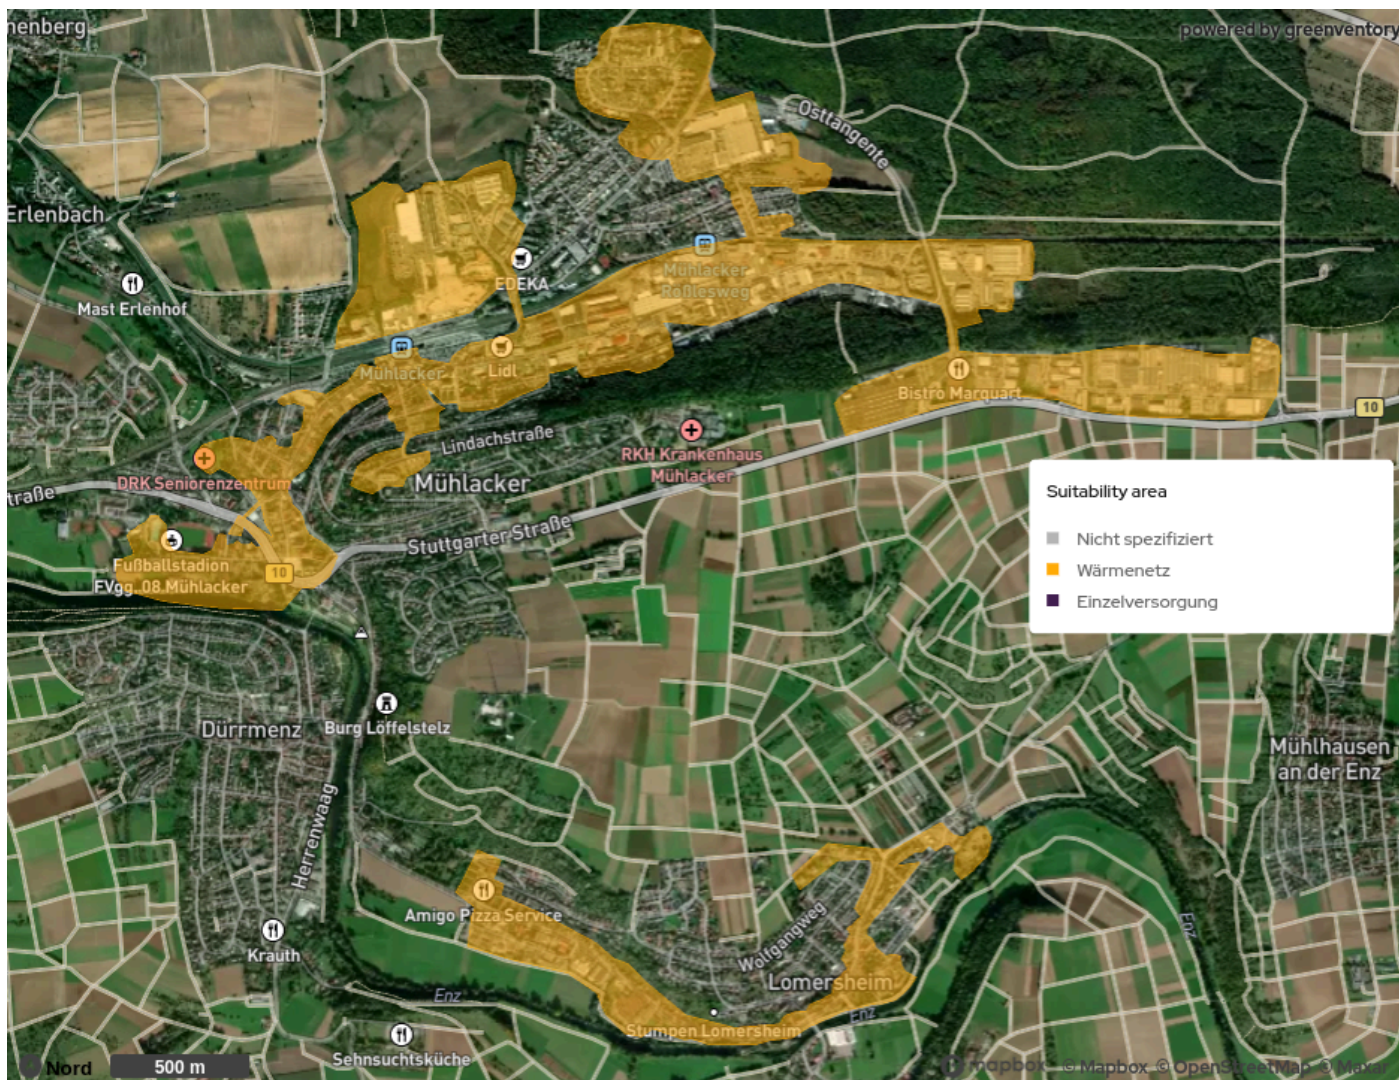 nenberg
powered by greenventory
Osttangente
Erlenbach
Mühlacker
Rößlesweg
EDEKA
Mast Erlenhof
Mühlacker
Lidl
Bistro Marquart
10
Lindachstraße
RKH Krankenhaus
Mühlacker
DRK Seniorenzentrum
Mühlacker
traße
Stuttgarter Straße
Fußballstadion
FVgg. 08 Mühlacker
10
Suitability area
Nicht spezifiziert
Wärmenetz
Einzelversorgung
Dürrmenz
Burg Löffelstelz
Mühlhausen
an der Enz
Herrenwaag
Amigo Pizza Service
Wolfgangweg
Enz
Krauth
Lomersheim
Enz
Enz
Stumpen Lomersheim
Sehnsuchtsküche
Nord
500 m
mapbox
© Mapbox © OpenStreetMap © Maxar